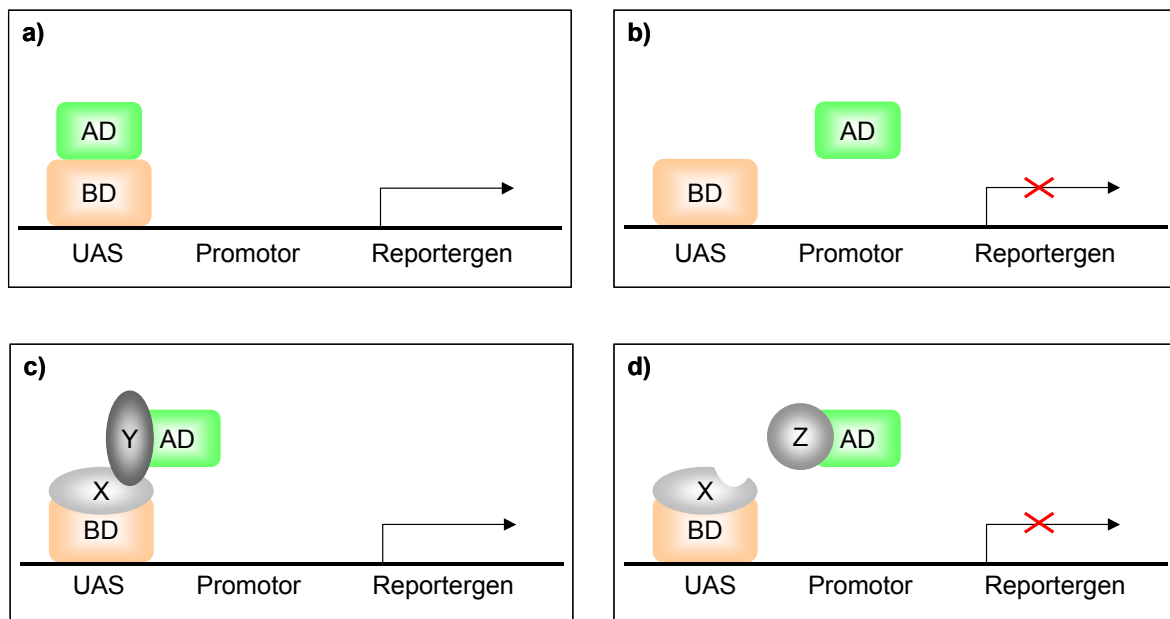 a)
AD
BD
UAS Promotor Reportergen
b)
AD
BD
UAS Promotor Reportergen
c)
Y AD
X
BD
UAS Promotor Reportergen
d)
Z AD
X
BD
UAS Promotor Reportergen